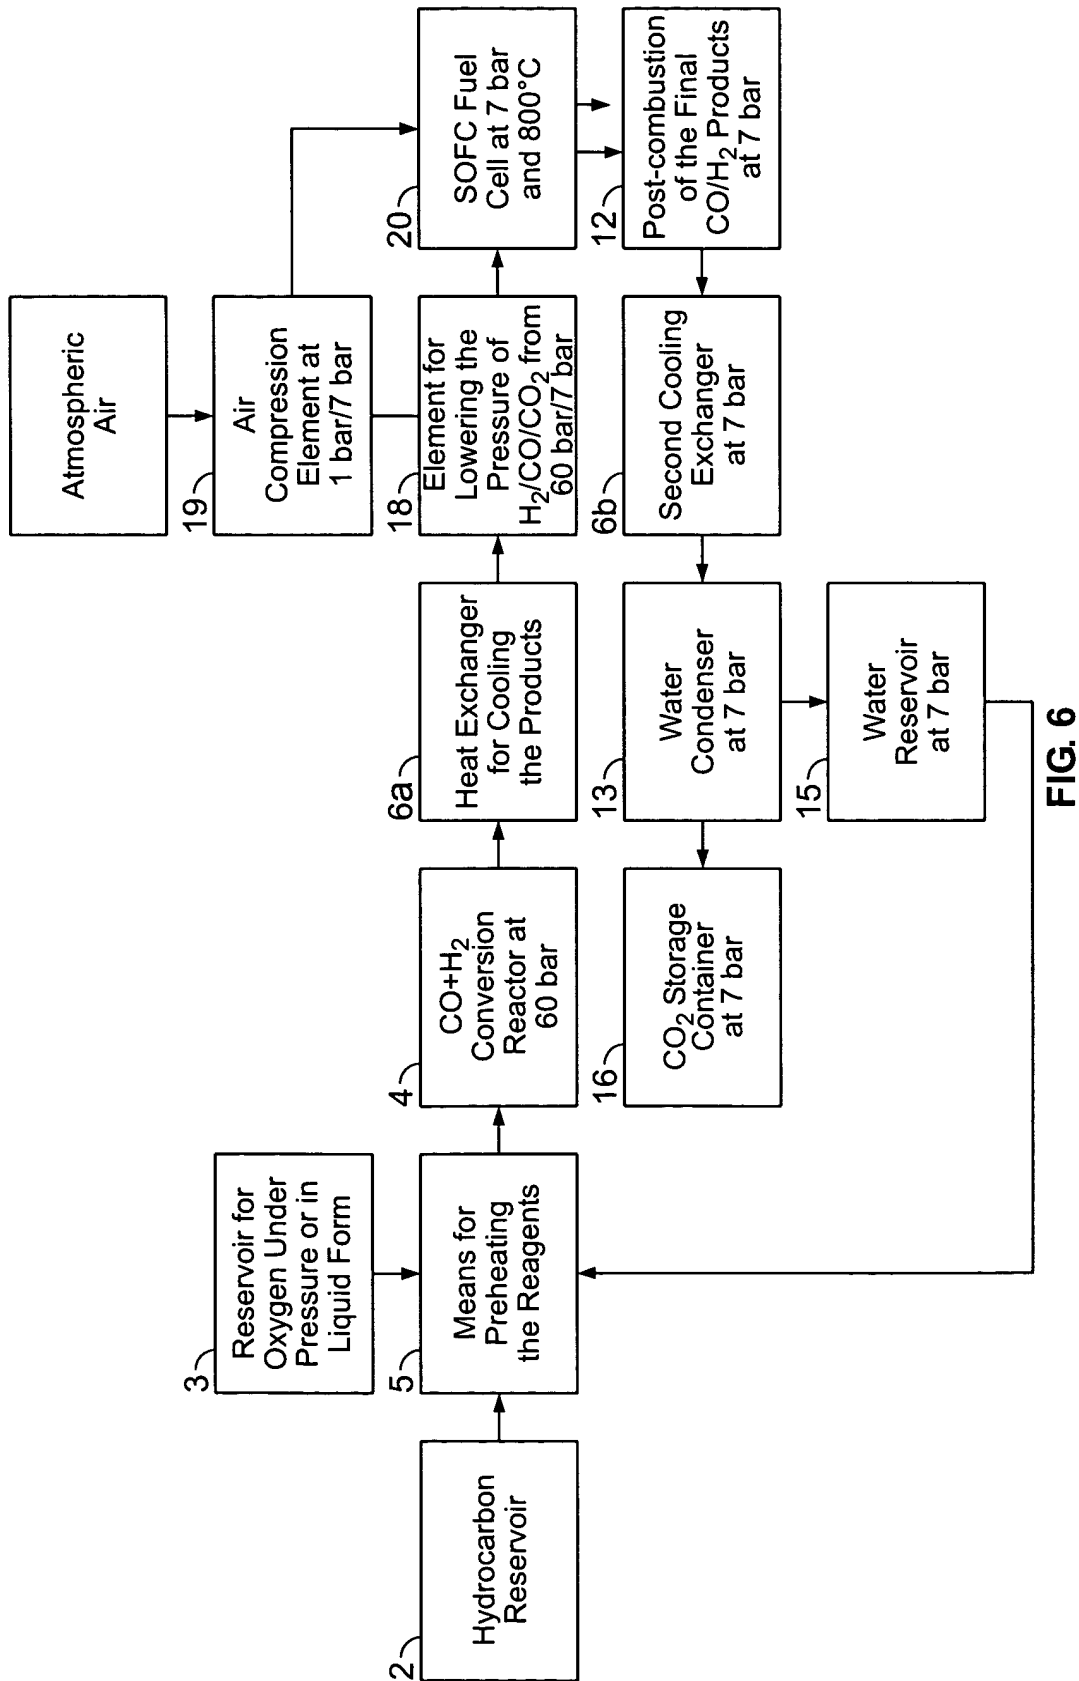 Atmospheric
Air
19
Air
Compression
Element at
1 bar/7 bar
3
Reservoir for
Oxygen Under
Pressure or in
Liquid Form
2
Hydrocarbon
Reservoir
5
Means for
Preheating
the Reagents
4
CO+H2
Conversion
Reactor at
60 bar
6a
Heat Exchanger
for Cooling
the Products
18
Element for
Lowering the
Pressure of
H2/CO/CO2 from
60 bar/7 bar
20
SOFC Fuel
Cell at 7 bar
and 800°C
12
Post-combustion
of the Final
CO/H2 Products
at 7 bar
6b
Second Cooling
Exchanger
at 7 bar
13
Water
Condenser
at 7 bar
16
CO2 Storage
Container
at 7 bar
15
Water
Reservoir
at 7 bar
FIG. 6